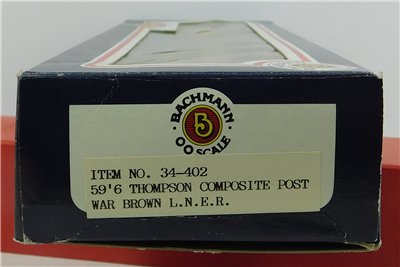 BACHMANN
B
OO SCALE
ITEM NO. 34-402
59'6 THOMPSON COMPOSITE POST
WAR BROWN L.N.E.R.